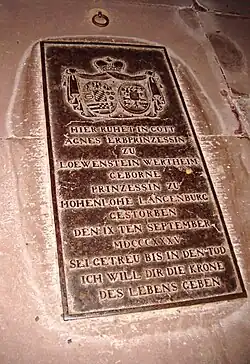 HIER RUHET IN GOTT
AGNES ERBPRINZESSIN
ZU
LOEWENSTEIN WERTHEIM
GEBORNE
PRINZESSIN ZU
HOHENLOHE LANGENBURG
GESTORBEN
DEN IX TEN SEPTEMBER
MDCCCXXXV
SEI GETREU BIS IN DEN TOD
ICH WILL DIR DIE KRONE
DES LEBENS GEBEN